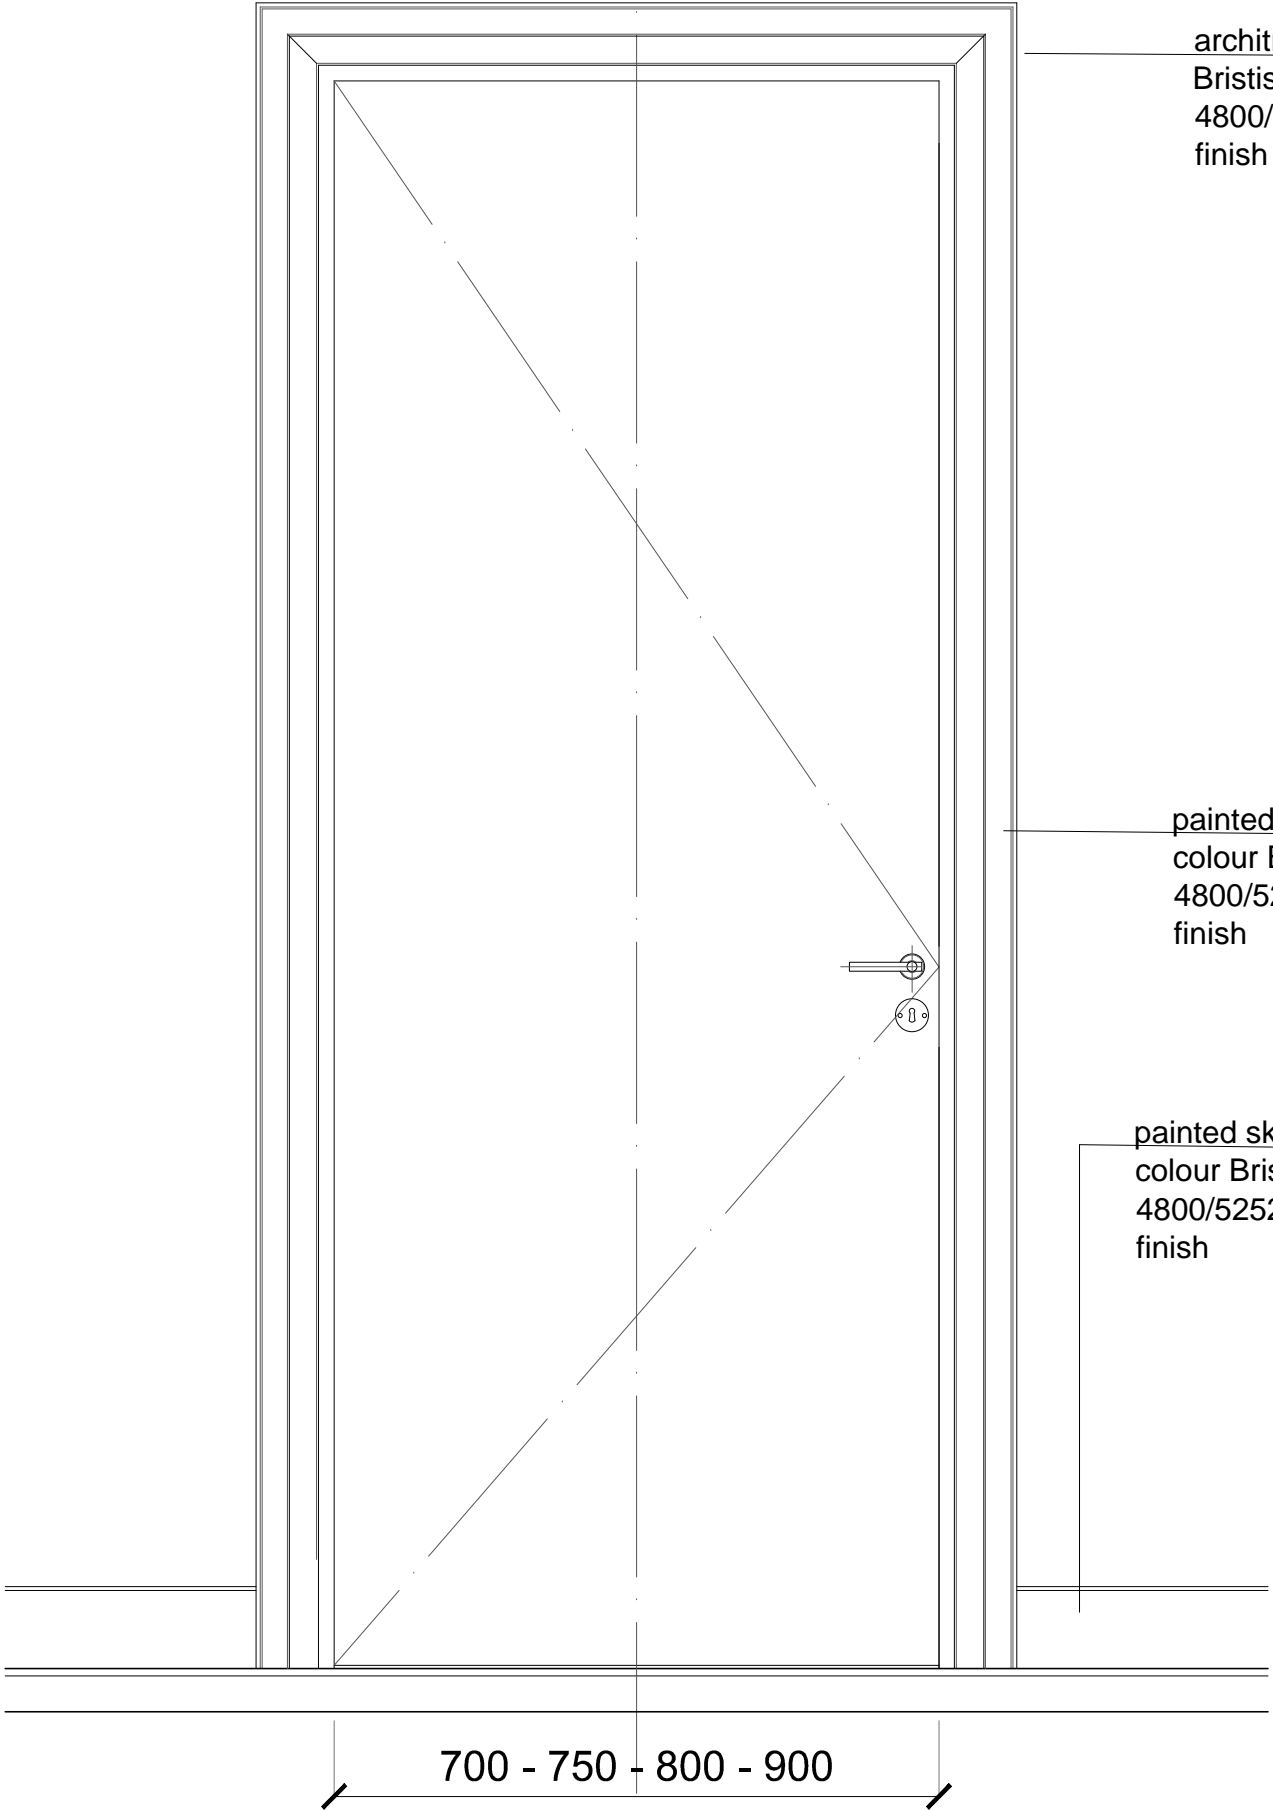 archit
Bristis
4800/
finish
painted
colour B
4800/52
finish
painted sk
colour Bris
4800/5252
finish
700 - 750 - 800 - 900